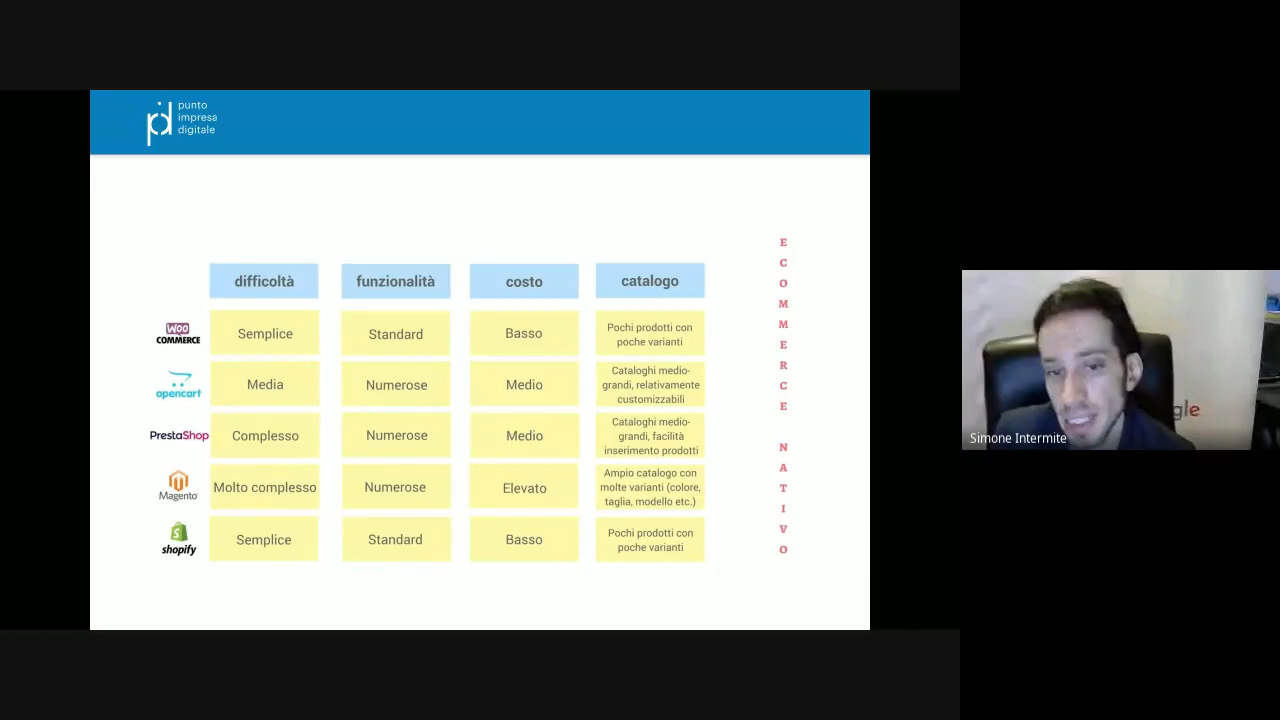 punto
impresa
digitale
difficoltà funzionalità costo catalogo
WOO
COMMERCE
Semplice Standard Basso Pochi prodotti con
poche varianti
opencart
Media Numerose Medio Cataloghi medio-
grandi, relativamente
customizzabili
PrestaShop
Complesso Numerose Medio Cataloghi medio-
grandi, facilità
inserimento prodotti
Magento
Molto complesso Numerose Elevato Ampio catalogo con
molte varianti (colore,
taglia, modello etc.)
shopify
Semplice Standard Basso Pochi prodotti con
poche varianti
ECOMMERCE NATIVO
gle
Simone Intermite